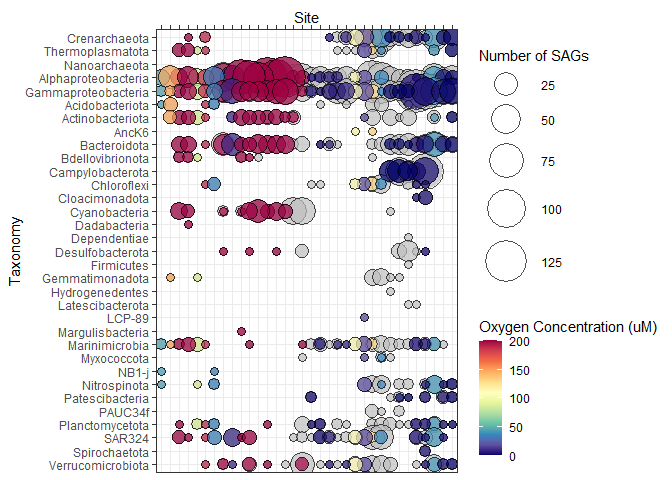 Site
Taxonomy
Crenarchaeota
Thermoplasmatota
Nanoarchaeota
Alphaproteobacteria
Gammaproteobacteria
Acidobacteriota
Actinobacteriota
AncK6
Bacteroidota
Bdellovibrionota
Campylobacterota
Chloroflexi
Cloacimonadota
Cyanobacteria
Dadabacteria
Dependentiae
Desulfobacterota
Firmicutes
Gemmatimonadota
Hydrogenedentes
Latescibacterota
LCP-89
Margulisbacteria
Marinimicrobia
Myxococcota
NB1-j
Nitrospinota
Patescibacteria
PAUC34f
Planctomycetota
SAR324
Spirochaetota
Verrucomicrobiota
Number of SAGs
25
50
75
100
125
Oxygen Concentration (uM)
200
150
100
50
0